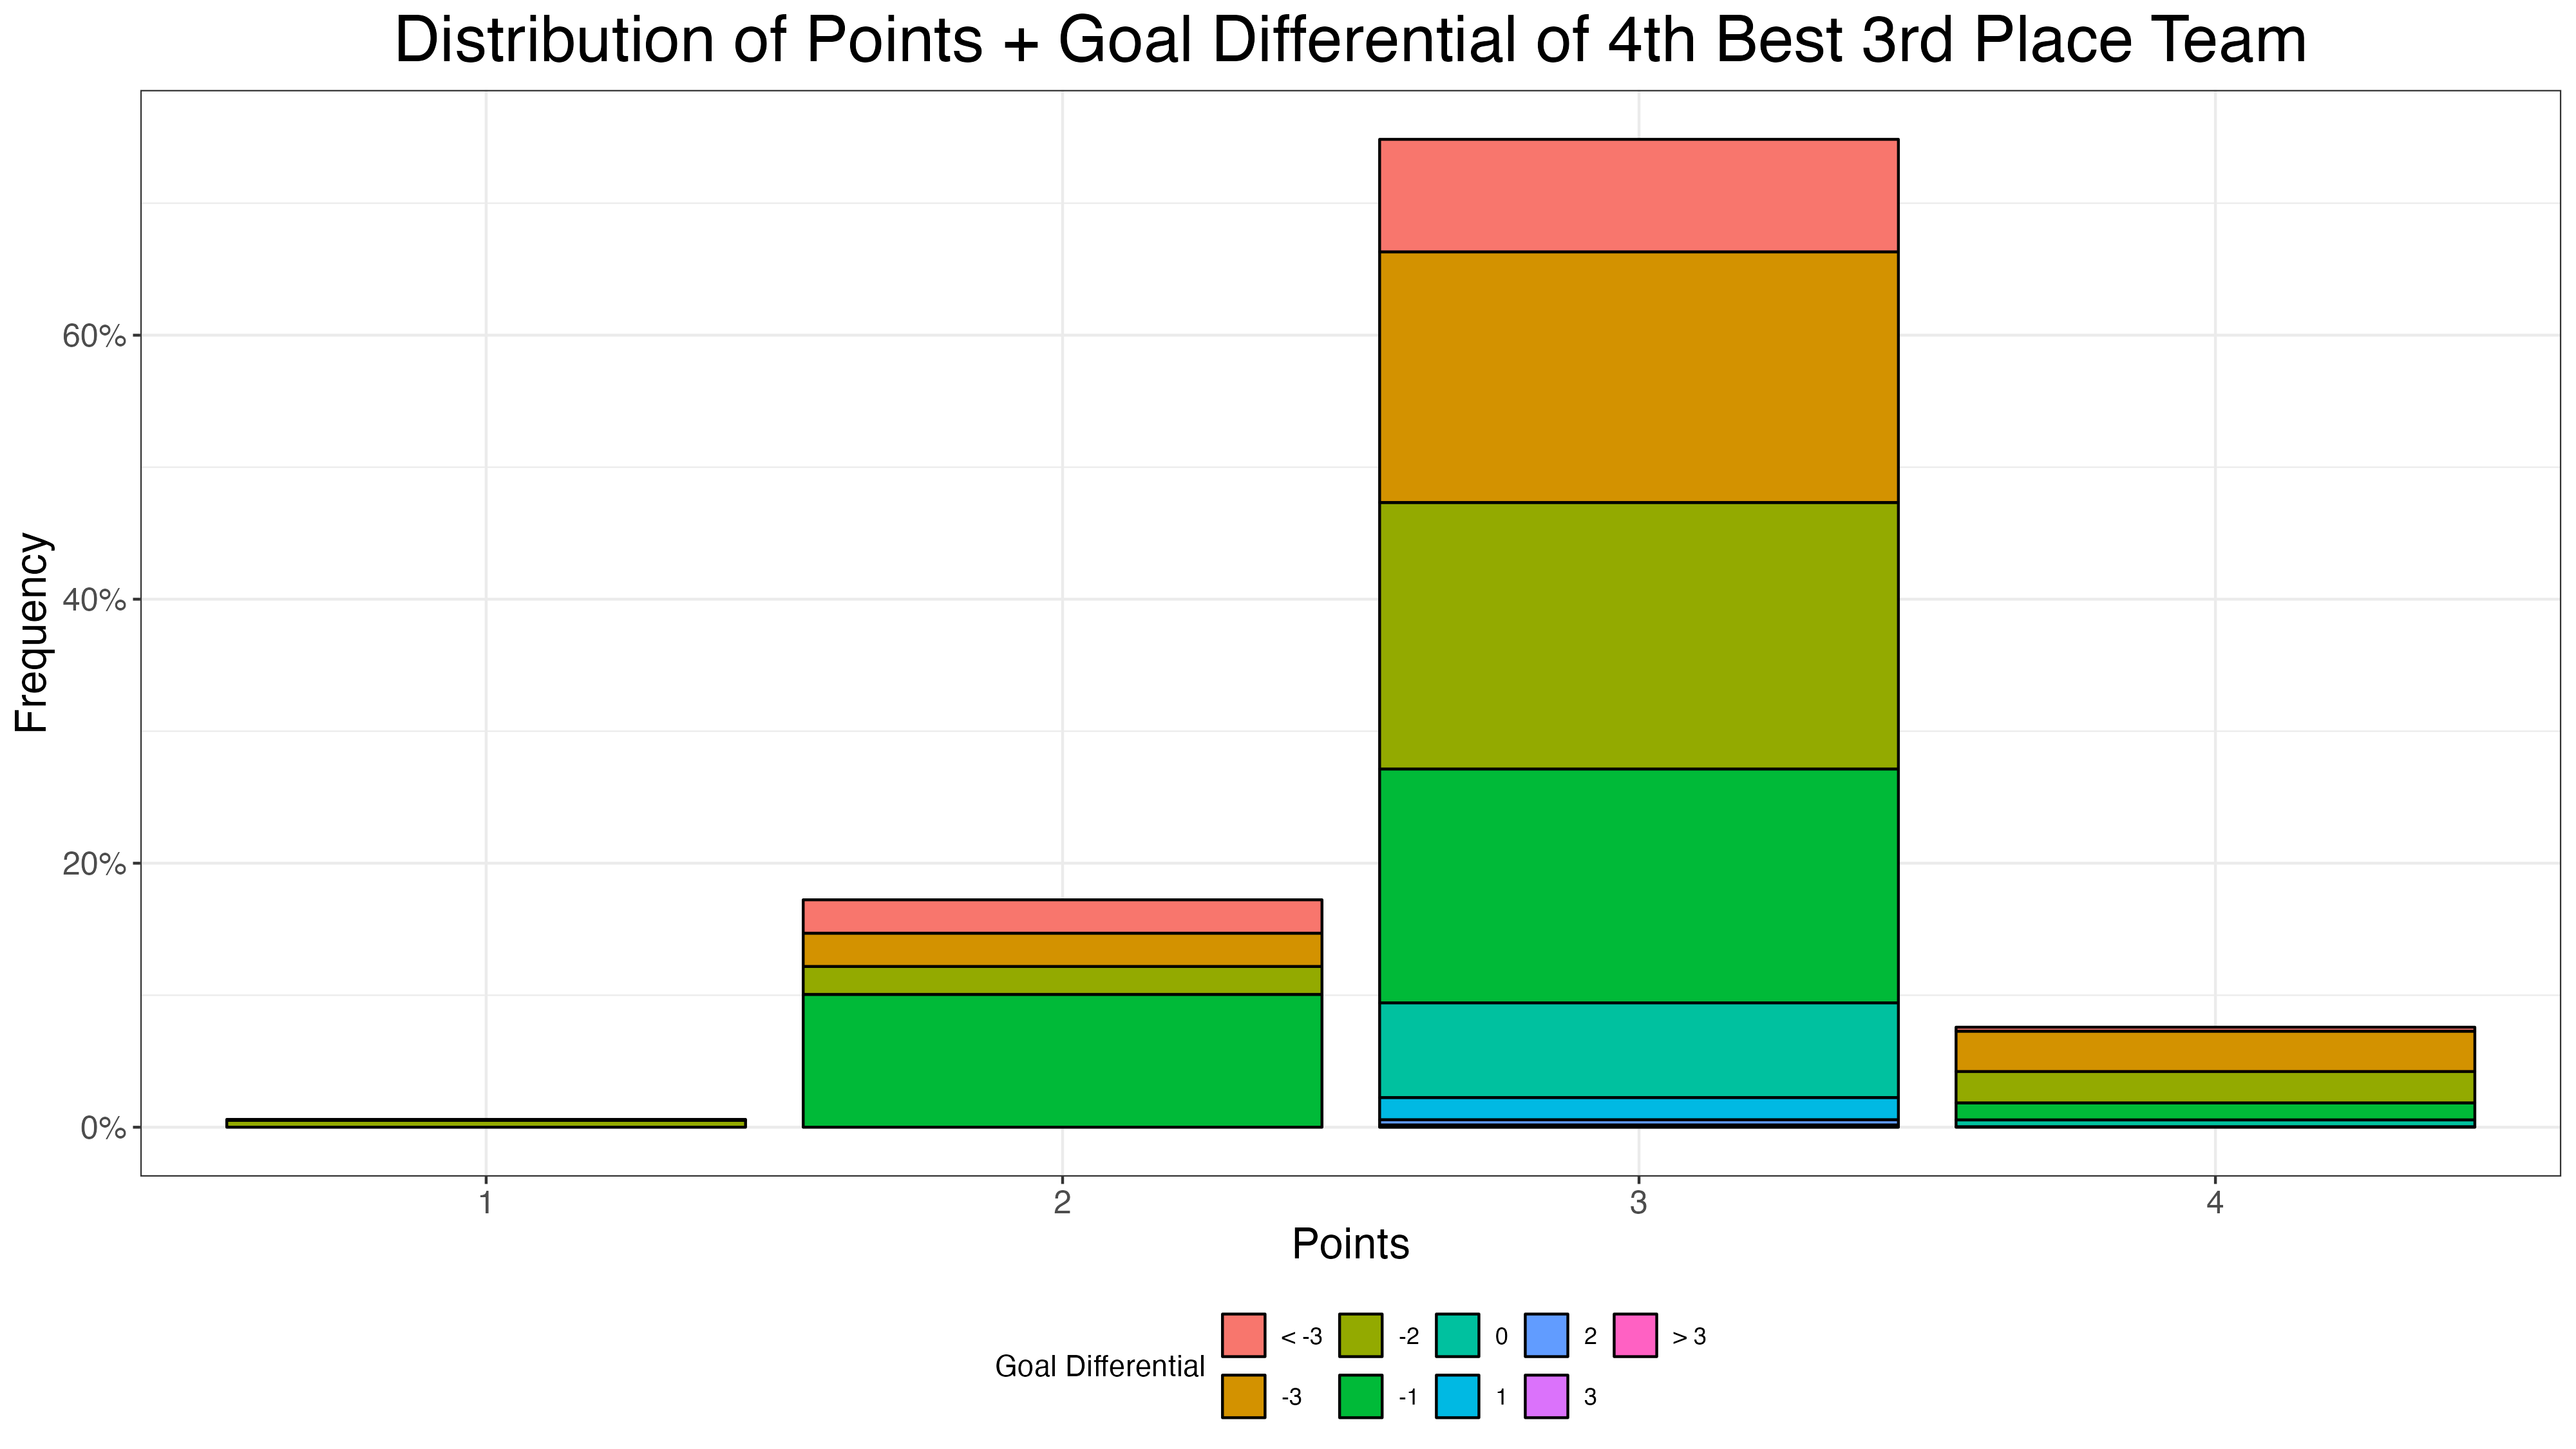 Distribution of Points + Goal Differential of 4th Best 3rd Place Team
Frequency
60%
40%
20%
0%
1 2 3 4
Points
Goal Differential
< -3 -2 0 2 > 3
-3 -1 1 3